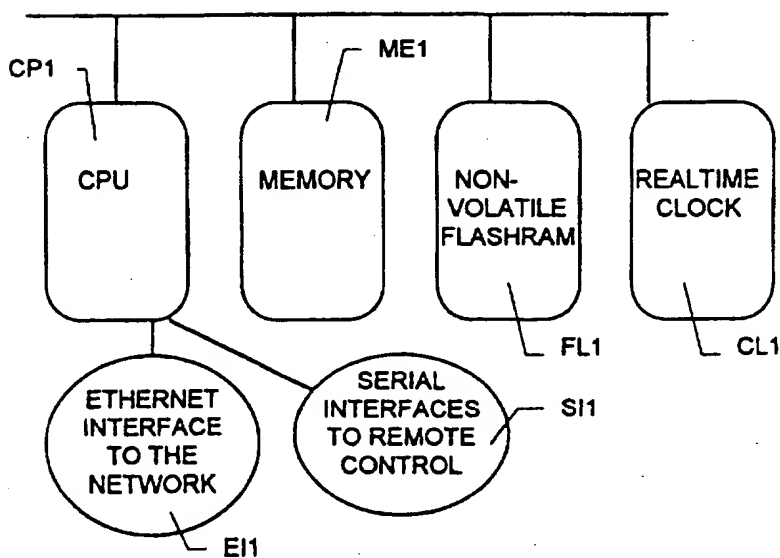 ME1
CP1
CPU
MEMORY
NON-
VOLATILE
FLASHRAM
REALTIME
CLOCK
FL1
CL1
ETHERNET
INTERFACE
TO THE
NETWORK
SERIAL
INTERFACES
TO REMOTE
CONTROL
SI1
EI1